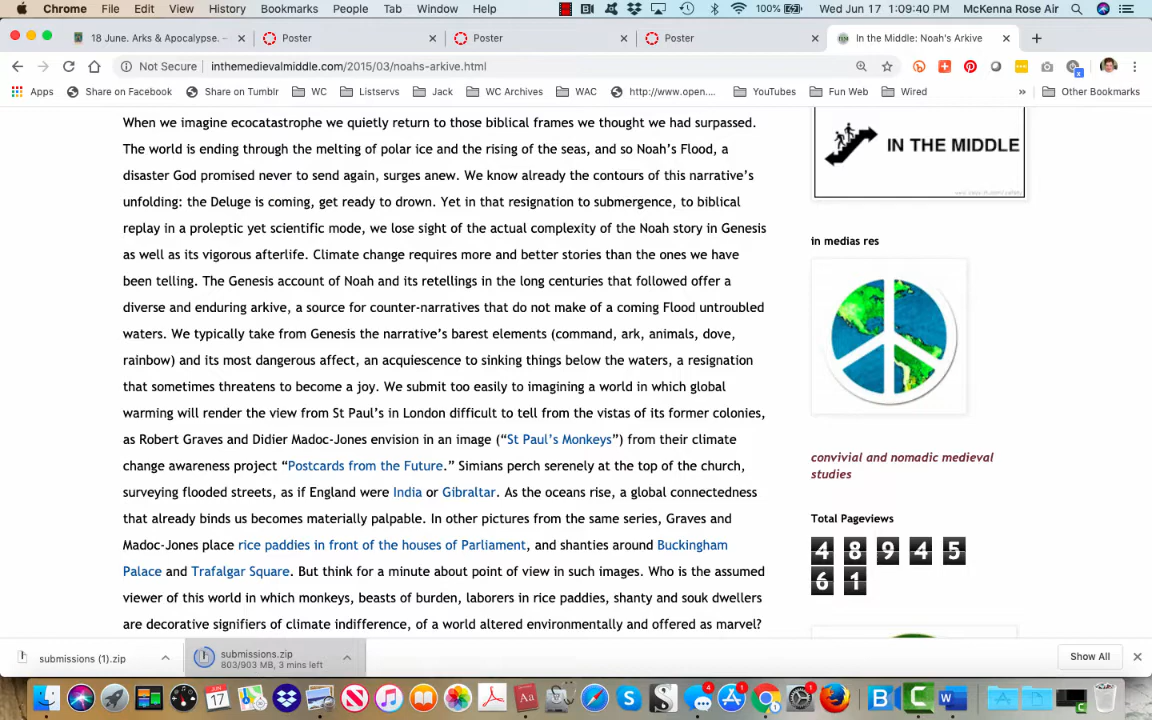 Chrome File Edit View History Bookmarks People Tab Window Help 100% Wed Jun 17 1:09:40 PM McKenna Rose Air
18 June. Arks & Apocalypse. - Poster Poster Poster In the Middle: Noah's Arkive
Not Secure inthemedievalmiddle.com/2015/03/noahs-arkive.html
Apps Share on Facebook Share on Tumblr WC Listservs Jack WC Archives WAC http://www.open.... YouTubes Fun Web Wired » Other Bookmarks
When we imagine ecocatastrophe we quietly return to those biblical frames we thought we had surpassed.
The world is ending through the melting of polar ice and the rising of the seas, and so Noah's Flood, a
disaster God promised never to send again, surges anew. We know already the contours of this narrative's
unfolding: the Deluge is coming, get ready to drown. Yet in that resignation to submergence, to biblical
replay in a proleptic yet scientific mode, we lose sight of the actual complexity of the Noah story in Genesis
as well as its vigorous afterlife. Climate change requires more and better stories than the ones we have
been telling. The Genesis account of Noah and its retellings in the long centuries that followed offer a
diverse and enduring arkive, a source for counter-narratives that do not make of a coming Flood untroubled
waters. We typically take from Genesis the narrative's barest elements (command, ark, animals, dove,
rainbow) and its most dangerous affect, an acquiescence to sinking things below the waters, a resignation
that sometimes threatens to become a joy. We submit too easily to imagining a world in which global
warming will render the view from St Paul's in London difficult to tell from the vistas of its former colonies,
as Robert Graves and Didier Madoc-Jones envision in an image (“St Paul’s Monkeys”) from their climate
change awareness project “Postcards from the Future.” Simians perch serenely at the top of the church,
surveying flooded streets, as if England were India or Gibraltar. As the oceans rise, a global connectedness
that already binds us becomes materially palpable. In other pictures from the same series, Graves and
Madoc-Jones place rice paddies in front of the houses of Parliament, and shanties around Buckingham
Palace and Trafalgar Square. But think for a minute about point of view in such images. Who is the assumed
viewer of this world in which monkeys, beasts of burden, laborers in rice paddies, shanty and souk dwellers
are decorative signifiers of climate indifference, of a world altered environmentally and offered as marvel?
IN THE MIDDLE
in medias res
convivial and nomadic medieval
studies
Total Pageviews
4 8 9 4 5
6 1
submissions (1).zip
submissions.zip
803/903 MB, 3 mins left
Show All